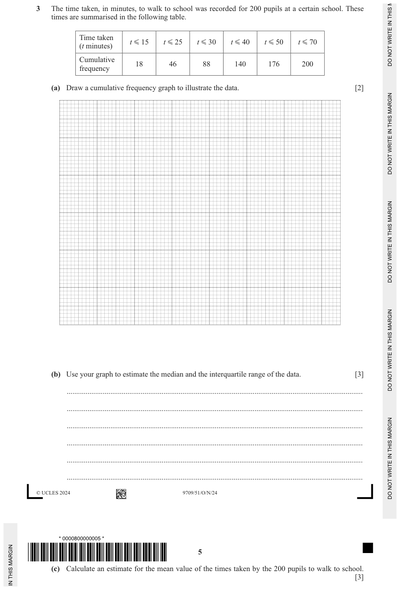 3 The time taken, in minutes, to walk to school was recorded for 200 pupils at a certain school. These
times are summarised in the following table.
Time taken (t minutes) t ⩽ 15 t ⩽ 25 t ⩽ 30 t ⩽ 40 t ⩽ 50 t ⩽ 70
Cumulative frequency 18 46 88 140 176 200
(a) Draw a cumulative frequency graph to illustrate the data. [2]
(b) Use your graph to estimate the median and the interquartile range of the data. [3]
© UCLES 2024 9709/51/O/N/24
* 0000800000005 *
5
(c) Calculate an estimate for the mean value of the times taken by the 200 pupils to walk to school.
[3]
DO NOT WRITE IN THIS M
DO NOT WRITE IN THIS MARGIN
DO NOT WRITE IN THIS MARGIN
DO NOT WRITE IN THIS MARGIN
DO NOT WRITE IN THIS MARGIN
IN THIS MARGIN